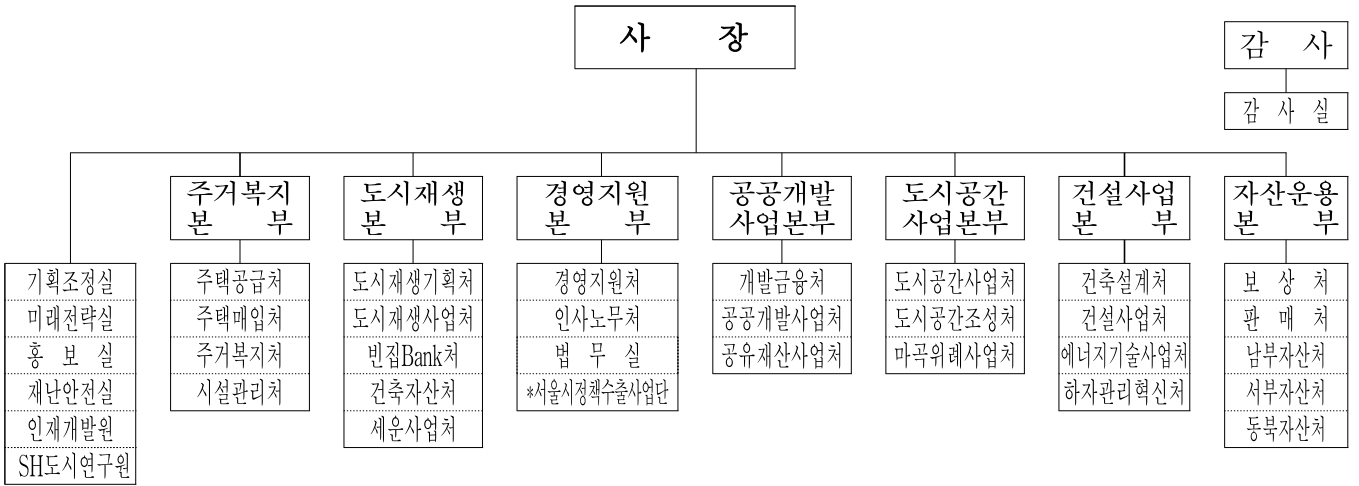 사 장
감 사
감 사 실
주거복지
본 부
도시재생
본 부
경영지원
본 부
공공개발
사업본부
도시공간
사업본부
건설사업
본 부
자산운용
본 부
기획조정실
미래전략실
홍 보 실
재난안전실
인재개발원
SH도시연구원
주택공급처
주택매입처
주거복지처
시설관리처
도시재생기획처
도시재생사업처
빈집Bank처
건축자산처
세운사업처
경영지원처
인사노무처
법 무 실
*서울시정책수출사업단
개발금융처
공공개발사업처
공유재산사업처
도시공간사업처
도시공간조성처
마곡위례사업처
건축설계처
건설사업처
에너지기술사업처
하자관리혁신처
보 상 처
판 매 처
남부자산처
서부자산처
동북자산처